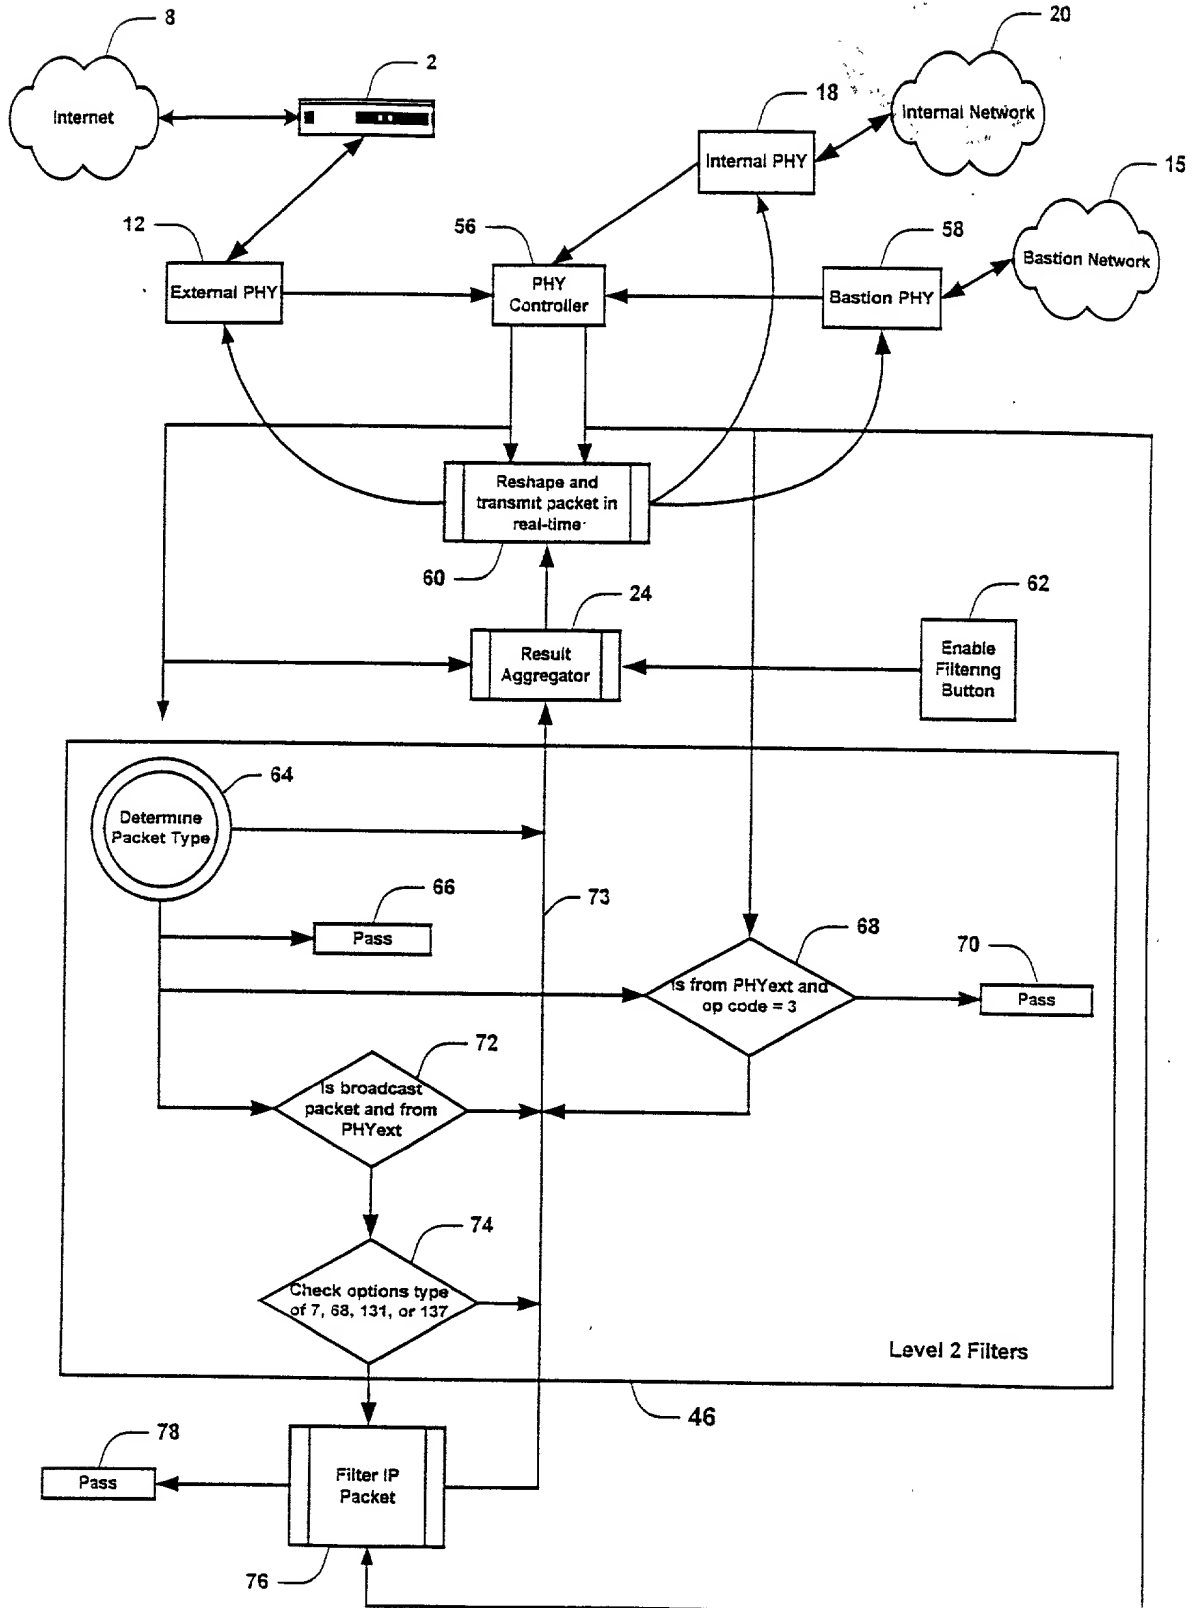 8
20
2
18
Internet
Internal Network
Internal PHY
15
12
56
58
Bastion Network
External PHY
PHY
Controller
Bastion PHY
Reshape and
transmit packet in
real-time
60
24
62
Result
Aggregator
Enable
Filtering
Button
64
Determine
Packet Type
66
73
Pass
68
70
Is from PHYext and
op code = 3
Pass
72
Is broadcast
packet and from
PHYext
74
Check options type
of 7, 68, 131, or 137
Level 2 Filters
46
78
Pass
Filter IP
Packet
76